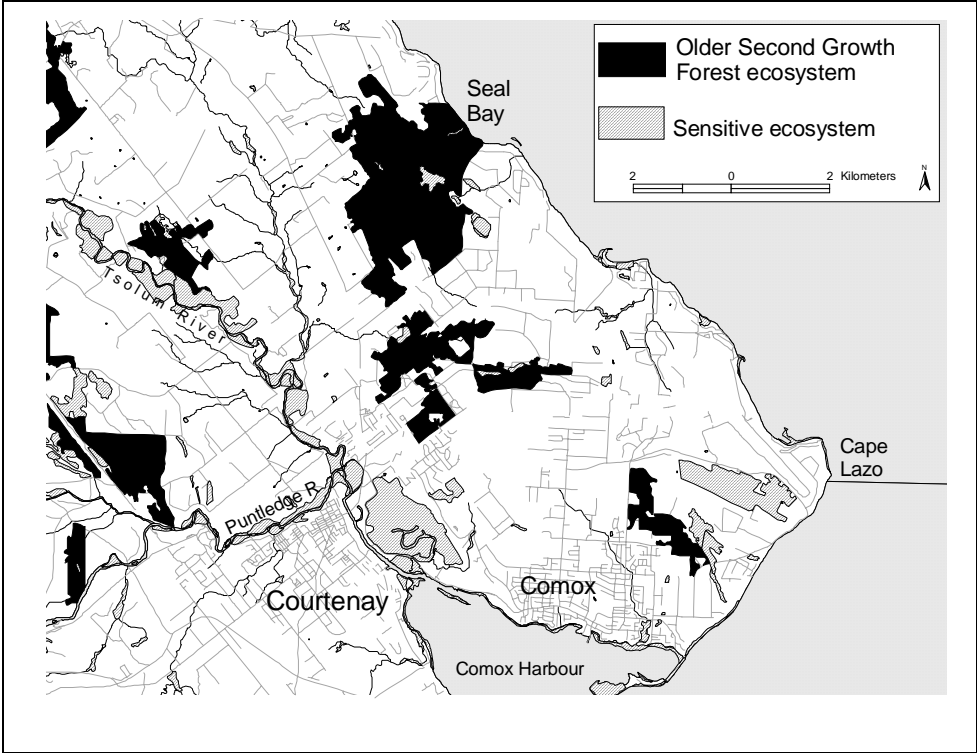 Older Second Growth
Forest ecosystem
Sensitive ecosystem
2 0 2 Kilometers
N
Seal
Bay
Tsolum River
Cape
Lazo
Puntledge R.
Courtenay
Comox
Comox Harbour